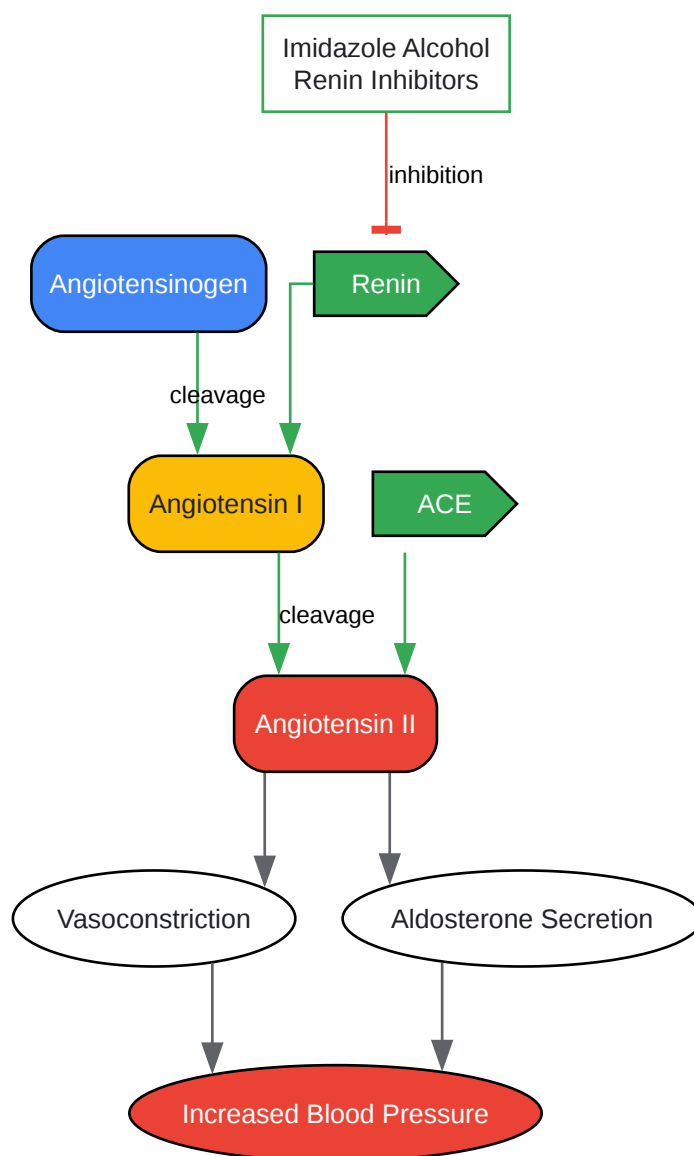 Imidazole Alcohol
Renin Inhibitors
inhibition
Angiotensinogen
Renin
cleavage
Angiotensin I
ACE
cleavage
Angiotensin II
Vasoconstriction
Aldosterone Secretion
Increased Blood Pressure